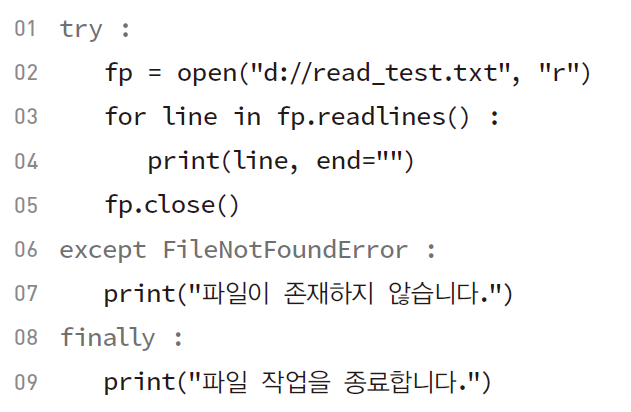 01 try :
02 fp = open("d://read_test.txt", "r")
03 for line in fp.readlines() :
04 print(line, end="")
05 fp.close()
06 except FileNotFoundError :
07 print("파일이 존재하지 않습니다.")
08 finally :
09 print("파일 작업을 종료합니다.")